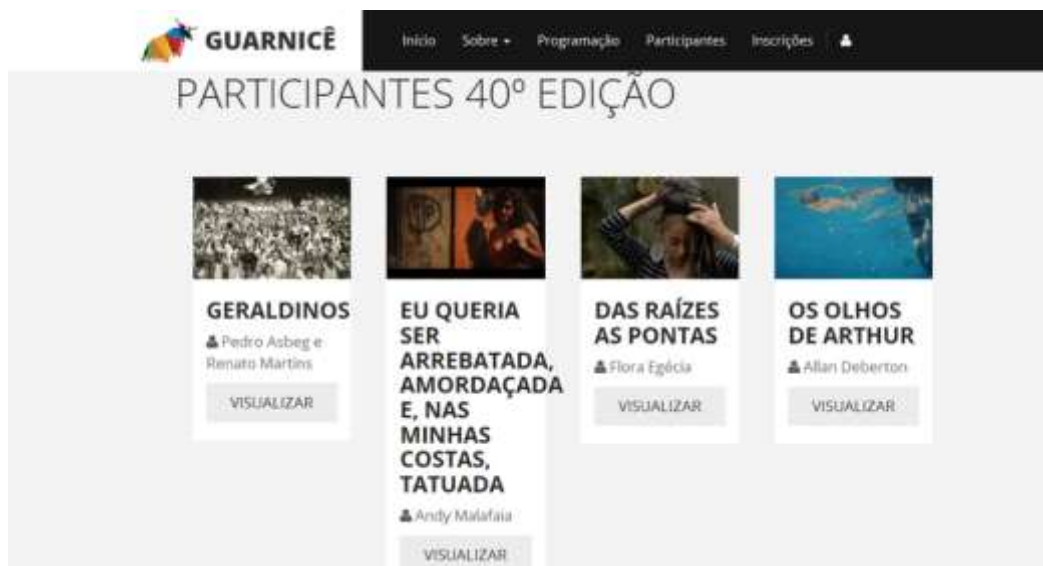 GUARNICÊ
Início Sobre Programação Participantes Inscrições
PARTICIPANTES 40º EDIÇÃO
GERALDINOS
Pedro Asbeg e
Renato Martins
VISUALIZAR
EU QUERIA
SER
ARREBATADA,
AMORDAÇADA
E, NAS
MINHAS
COSTAS,
TATUADA
Andy Malafaia
VISUALIZAR
DAS RAÍZES
AS PONTAS
Flora Egécia
VISUALIZAR
OS OLHOS
DE ARTHUR
Allan Deberton
VISUALIZAR